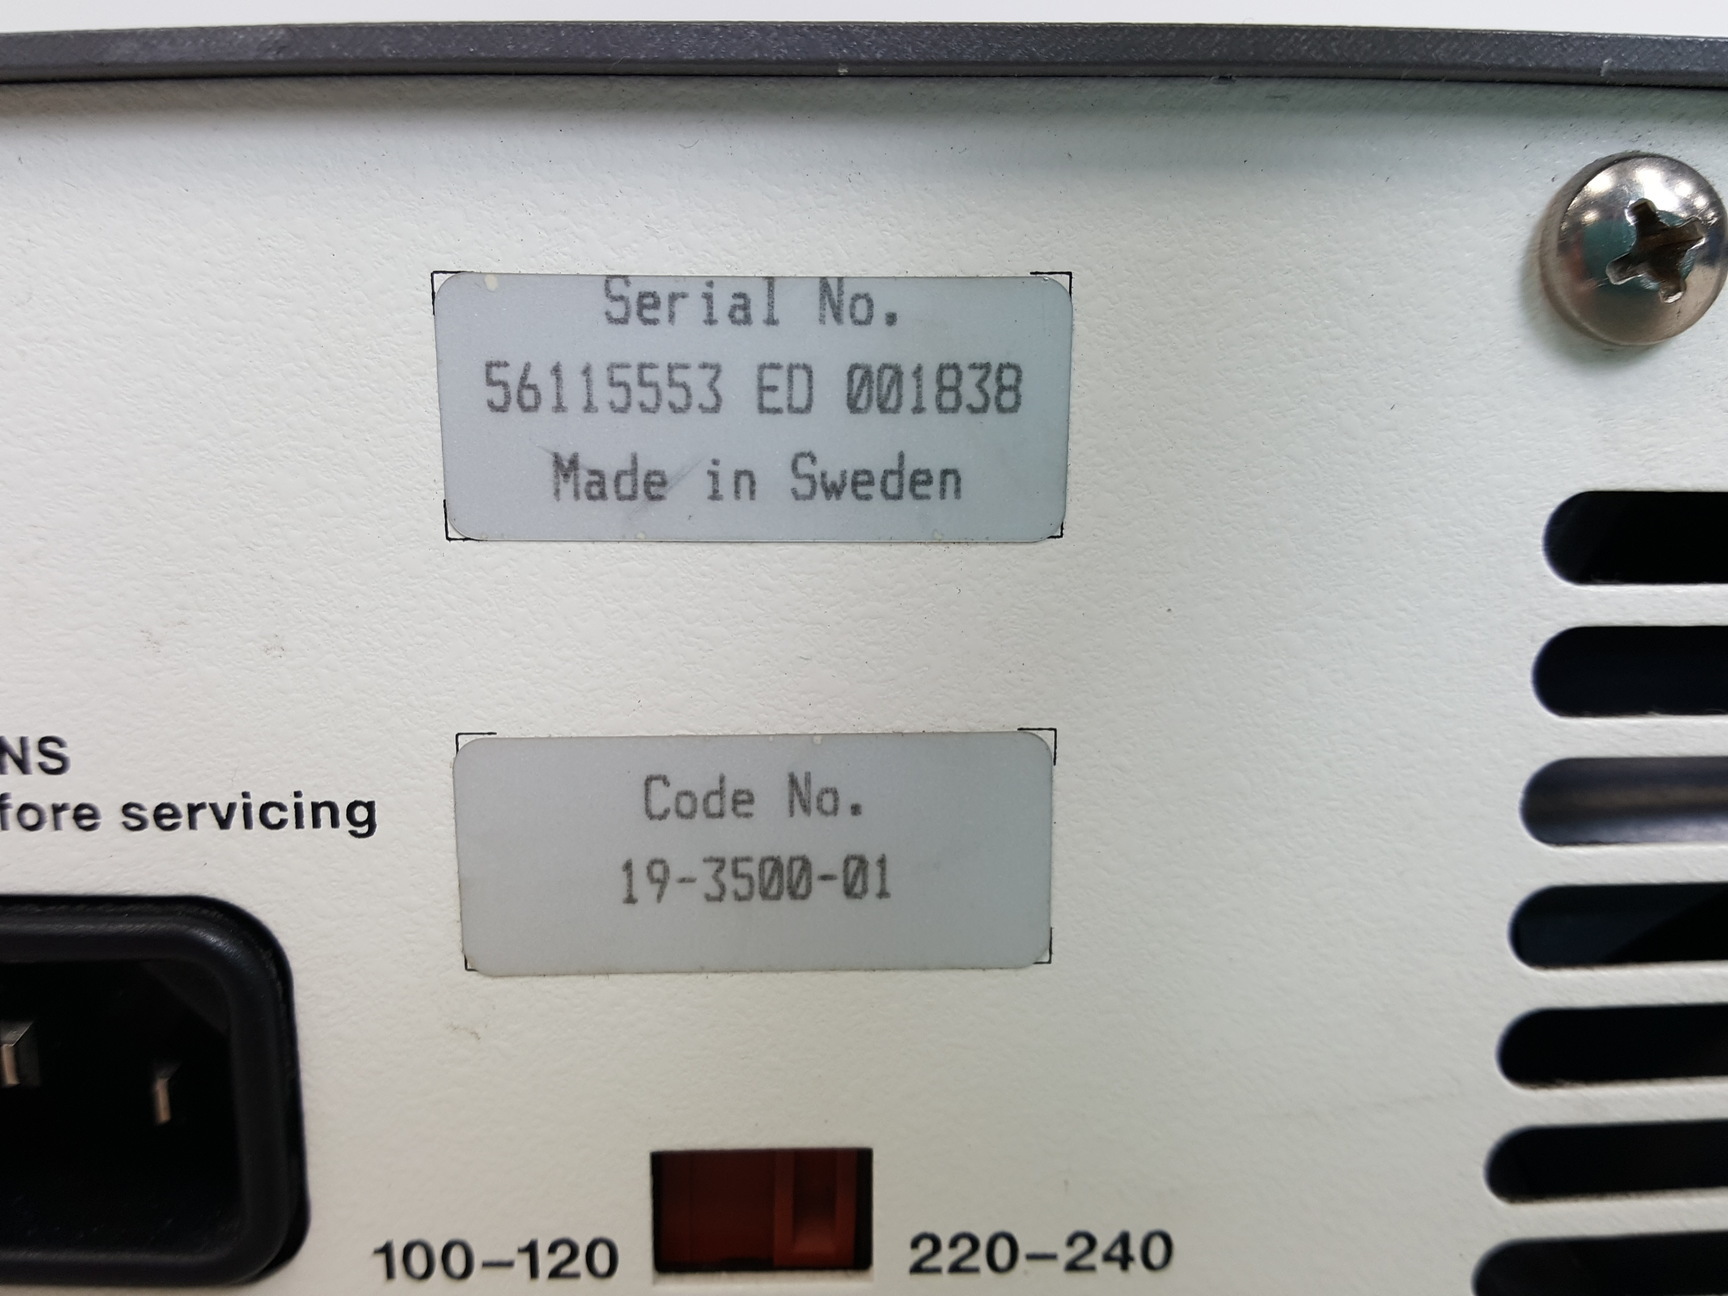 Serial No.
56115553 ED 001838
Made in Sweden
NS
fore servicing
Code No.
19-3500-01
100-120
220-240